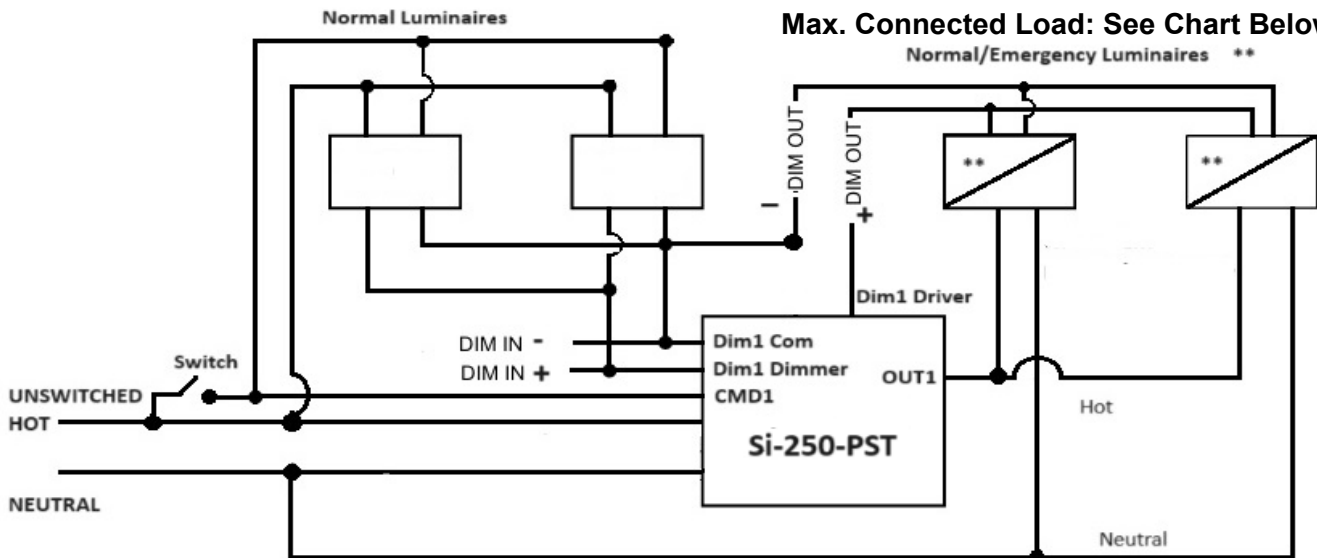 Normal Luminaires
Max. Connected Load: See Chart Below
Normal/Emergency Luminaires **
DIM OUT
DIM OUT
**
**
-
+
Dim1 Driver
DIM IN -
Dim1 Com
Switch
DIM IN +
Dim1 Dimmer
OUT1
UNSWITCHED
CMD1
HOT
Hot
Si-250-PST
NEUTRAL
Neutral